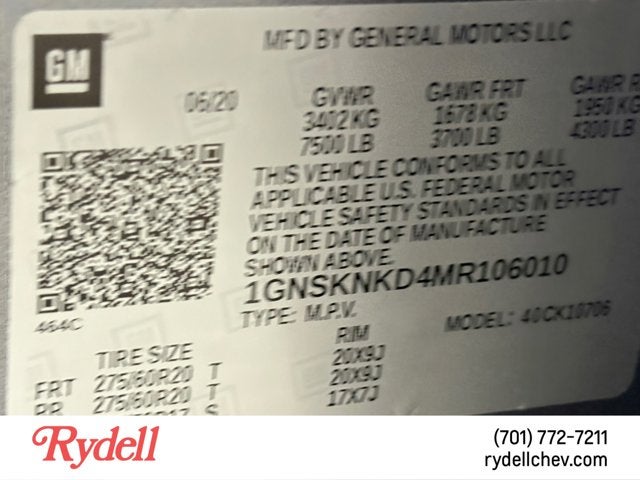 GM
MFD BY GENERAL MOTORS LLC
06/20
GVWR GAWR FRT GAWR R
3402 KG 1678 KG 1950 KG
7500 LB 3700 LB 4300 LB
THIS VEHICLE CONFORMS TO ALL
APPLICABLE U.S. FEDERAL MOTOR
VEHICLE SAFETY STANDARDS IN EFFECT
ON THE DATE OF MANUFACTURE
SHOWN ABOVE.
1GNSKNKD4MR106010
464C
TYPE: M.P.V. MODEL: 40CK10706
TIRE SIZE RIM
FRT 275/60R20 T 20X9J
RR 275/60R20 T 20X9J
S 17X7J
Rydell
(701) 772-7211
rydellchev.com